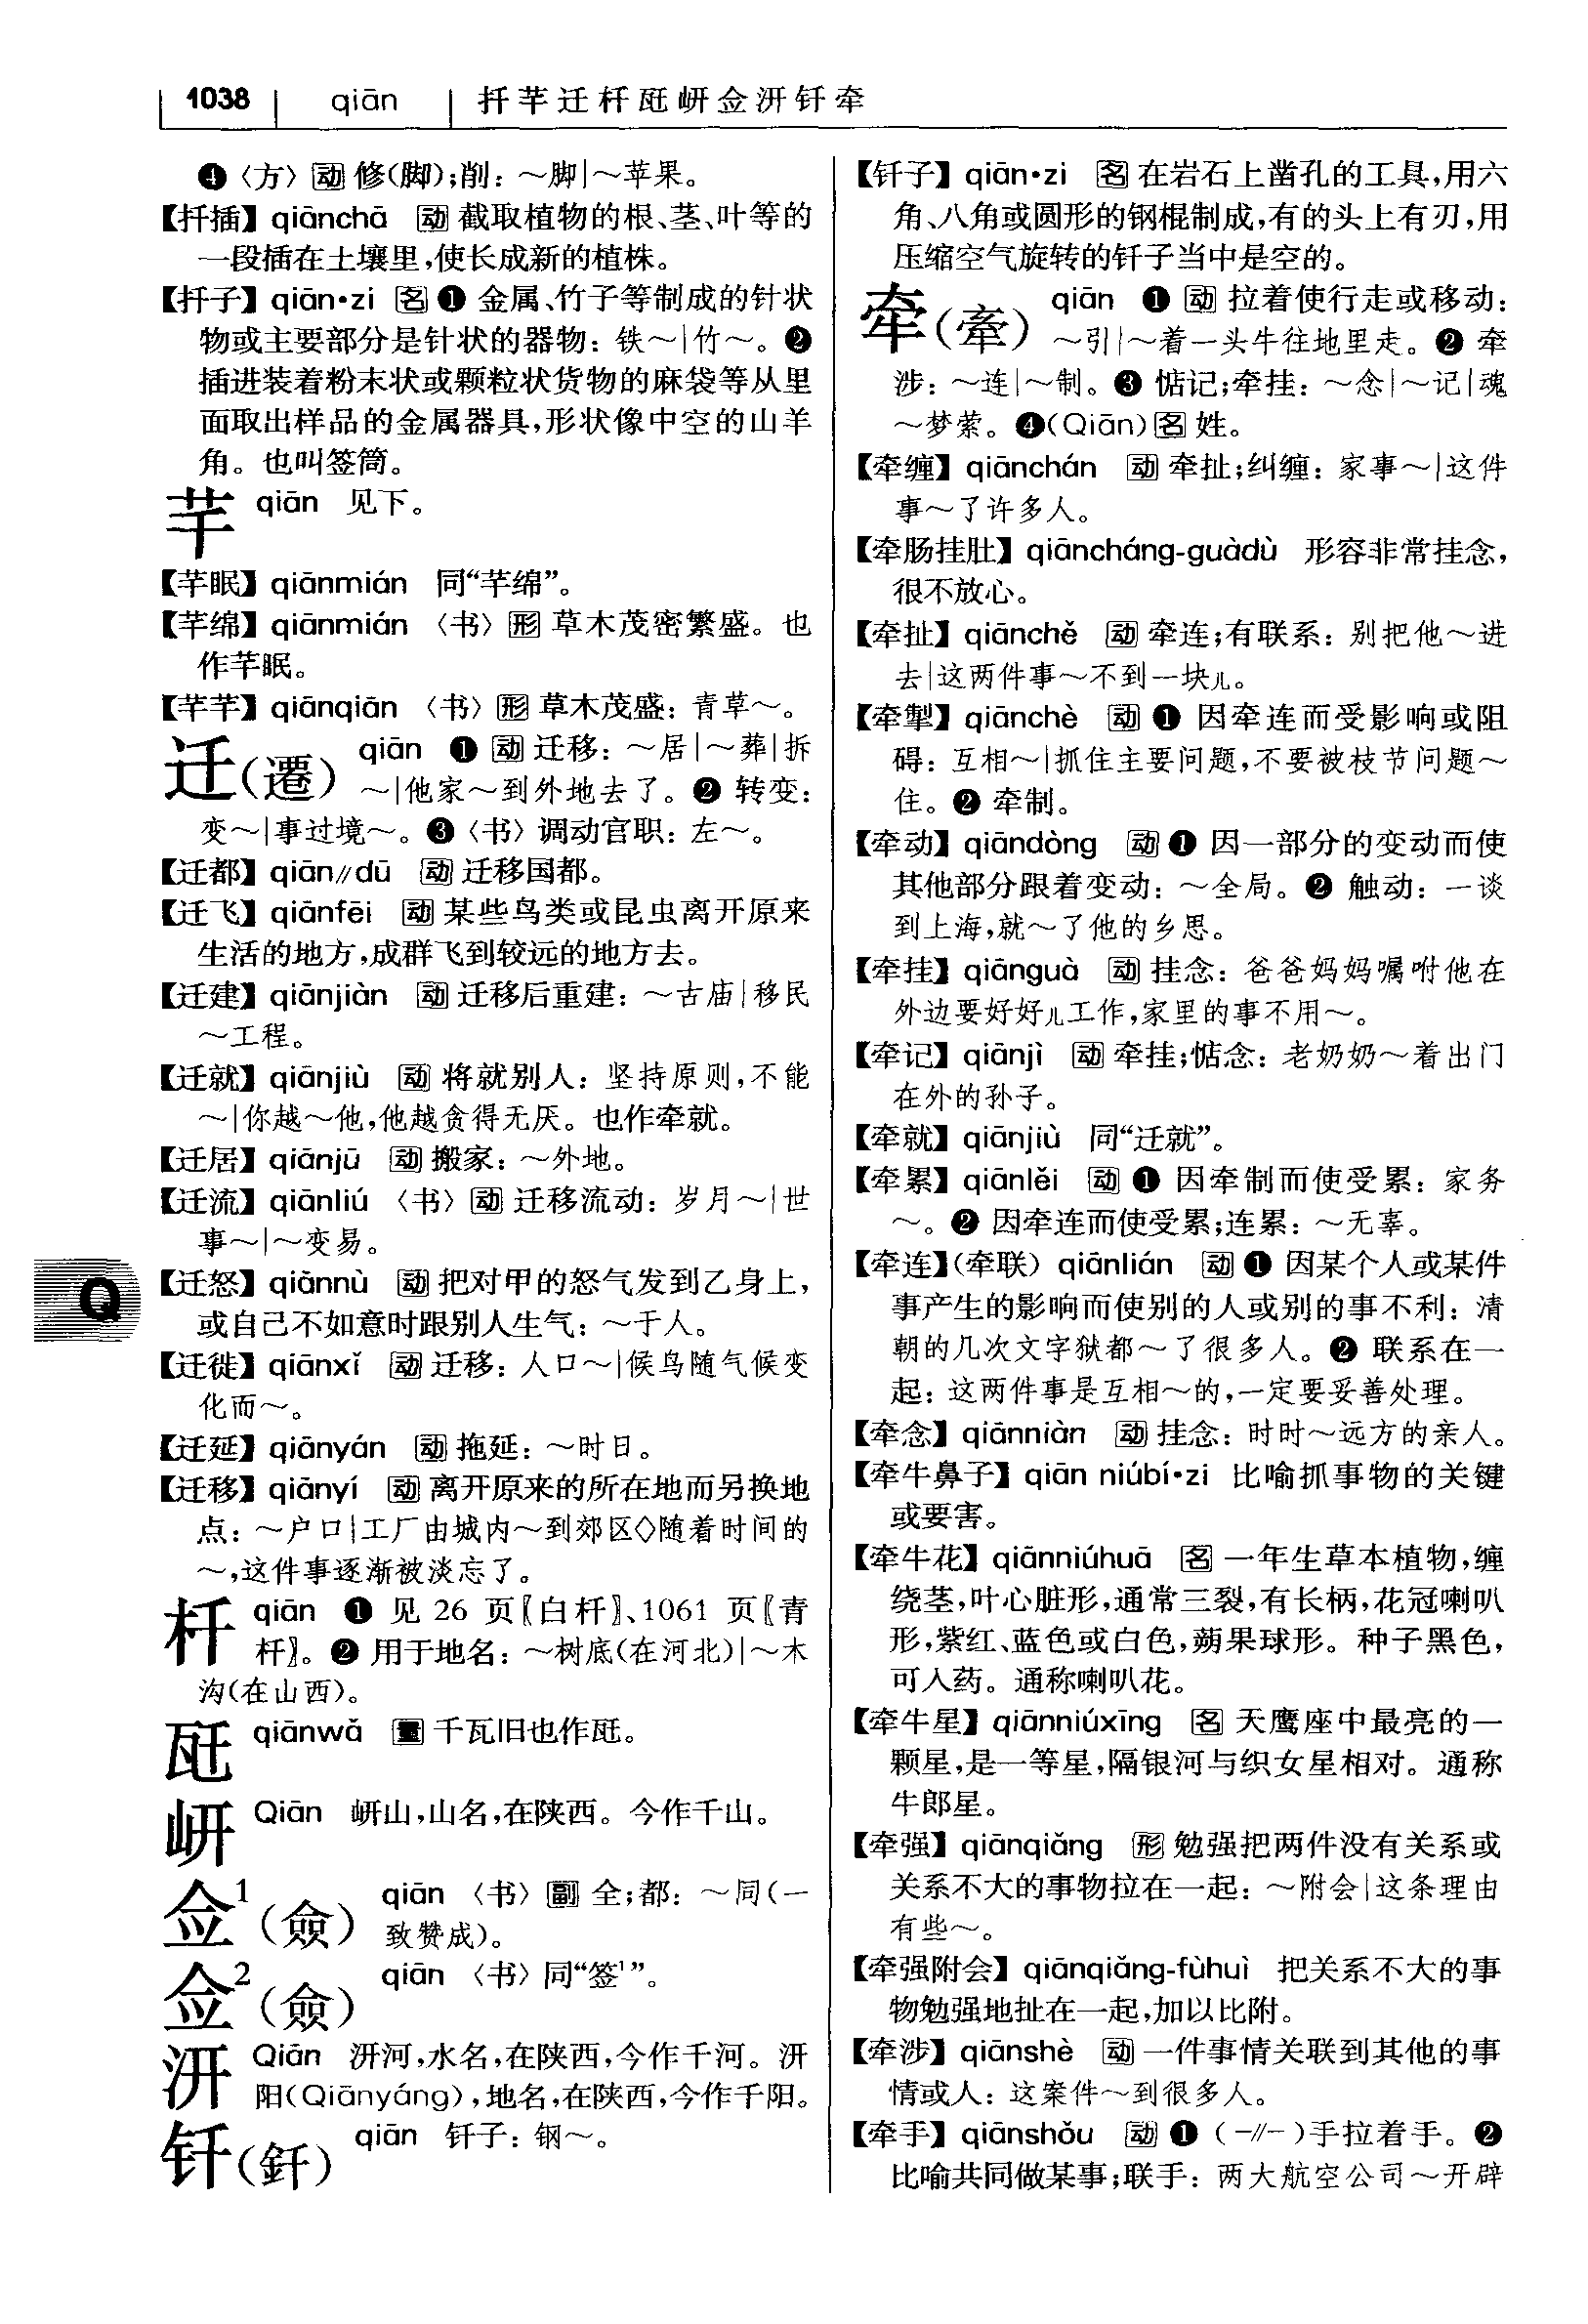 1038 qiān 扦芊迁杄瓩岍佥汧钎牵
❹〈方〉动 修(脚);削：～脚|～苹果。
【扦插】qiānchā 动 截取植物的根、茎、叶等的
一段插在土壤里,使长成新的植株。
【扦子】qiān•zi 名❶ 金属、竹子等制成的针状
物或主要部分是针状的器物：铁～|竹～。❷
插进装着粉末状或颗粒状货物的麻袋等从里
面取出样品的金属器具,形状像中空的山羊
角。也叫签筒。
芊 qiān 见下。
【芊眠】qiānmián 同“芊绵”。
【芊绵】qiānmián 〈书〉形 草木茂密繁盛。也
作芊眠。
【芊芊】qiānqiān 〈书〉形 草木茂盛：青草～。
迁(遷) qiān ❶ 动 迁移：～居|～葬|拆
～|他家～到外地去了。❷ 转变：
变～|事过境～。❸〈书〉调动官职：左～。
【迁都】qiān//dū 动 迁移国都。
【迁飞】qiānfēi 动 某些鸟类或昆虫离开原来
生活的地方,成群飞到较远的地方去。
【迁建】qiānjiàn 动 迁移后重建：～古庙|移民
～工程。
【迁就】qiānjiù 动 将就别人：坚持原则,不能
～|你越～他,他越贪得无厌。也作牵就。
【迁居】qiānjū 动 搬家：～外地。
【迁流】qiānliú 〈书〉动 迁移流动：岁月～|世
事～|～变易。
【迁怒】qiānnù 动 把对甲的怒气发到乙身上,
或自己不如意时跟别人生气：～于人。
【迁徙】qiānxǐ 动 迁移：人口～|候鸟随气候变
化而～。
【迁延】qiānyán 动 拖延：～时日。
【迁移】qiānyí 动 离开原来的所在地而另换地
点：～户口|工厂由城内～到郊区◇随着时间的
～,这件事逐渐被淡忘了。
杄 qiān ❶ 见 26 页〖白杄〗、1061 页〖青
杄〗。❷ 用于地名：～树底(在河北)|～木
沟(在山西)。
瓩 qiānwǎ 量 千瓦旧也作瓩。
岍 Qiān 岍山,山名,在陕西。今作千山。
佥¹(僉) qiān 〈书〉副 全;都：～同(一
致赞成)。
佥²(僉) qiān 〈书〉同“签¹”。
汧 Qiān 汧河,水名,在陕西,今作千河。汧
阳(Qiānyáng),地名,在陕西,今作千阳。
钎(釺) qiān 钎子：钢～。
Q
【钎子】qiān•zi 名 在岩石上凿孔的工具,用六
角、八角或圆形的钢棍制成,有的头上有刃,用
压缩空气旋转的钎子当中是空的。
牵(牽) qiān ❶ 动 拉着使行走或移动：
～引|～着一头牛往地里走。❷ 牵
涉：～连|～制。❸ 惦记;牵挂：～念|～记|魂
～梦萦。❹(Qiān)名 姓。
【牵缠】qiānchán 动 牵扯;纠缠：家事～|这件
事～了许多人。
【牵肠挂肚】qiāncháng-guàdù 形容非常挂念,
很不放心。
【牵扯】qiānchě 动 牵连;有联系：别把他～进
去|这两件事～不到一块儿。
【牵掣】qiānchè 动 ❶ 因牵连而受影响或阻
碍：互相～|抓住主要问题,不要被枝节问题～
住。❷ 牵制。
【牵动】qiāndòng 动❶ 因一部分的变动而使
其他部分跟着变动：～全局。❷ 触动：一谈
到上海,就～了他的乡思。
【牵挂】qiānguà 动 挂念：爸爸妈妈嘱咐他在
外边要好好儿工作,家里的事不用～。
【牵记】qiānjì 动 牵挂;惦念：老奶奶～着出门
在外的孙子。
【牵就】qiānjiù 同“迁就”。
【牵累】qiānlěi 动 ❶ 因牵制而使受累：家务
～。❷ 因牵连而使受累;连累：～无辜。
【牵连】(牵联) qiānlián 动❶ 因某个人或某件
事产生的影响而使别的人或别的事不利：清
朝的几次文字狱都～了很多人。❷ 联系在一
起：这两件事是互相～的,一定要妥善处理。
【牵念】qiānniàn 动 挂念：时时～远方的亲人。
【牵牛鼻子】qiān niúbí•zi 比喻抓事物的关键
或要害。
【牵牛花】qiānniúhuā 名 一年生草本植物,缠
绕茎,叶心脏形,通常三裂,有长柄,花冠喇叭
形,紫红、蓝色或白色,蒴果球形。种子黑色,
可入药。通称喇叭花。
【牵牛星】qiānniúxīng 名 天鹰座中最亮的一
颗星,是一等星,隔银河与织女星相对。通称
牛郎星。
【牵强】qiānqiǎng 形 勉强把两件没有关系或
关系不大的事物拉在一起：～附会|这条理由
有些～。
【牵强附会】qiānqiǎng-fùhuì 把关系不大的事
物勉强地扯在一起,加以比附。
【牵涉】qiānshè 动 一件事情关联到其他的事
情或人：这案件～到很多人。
【牵手】qiānshǒu 动 ❶ (-//-)手拉着手。❷
比喻共同做某事;联手：两大航空公司～开辟